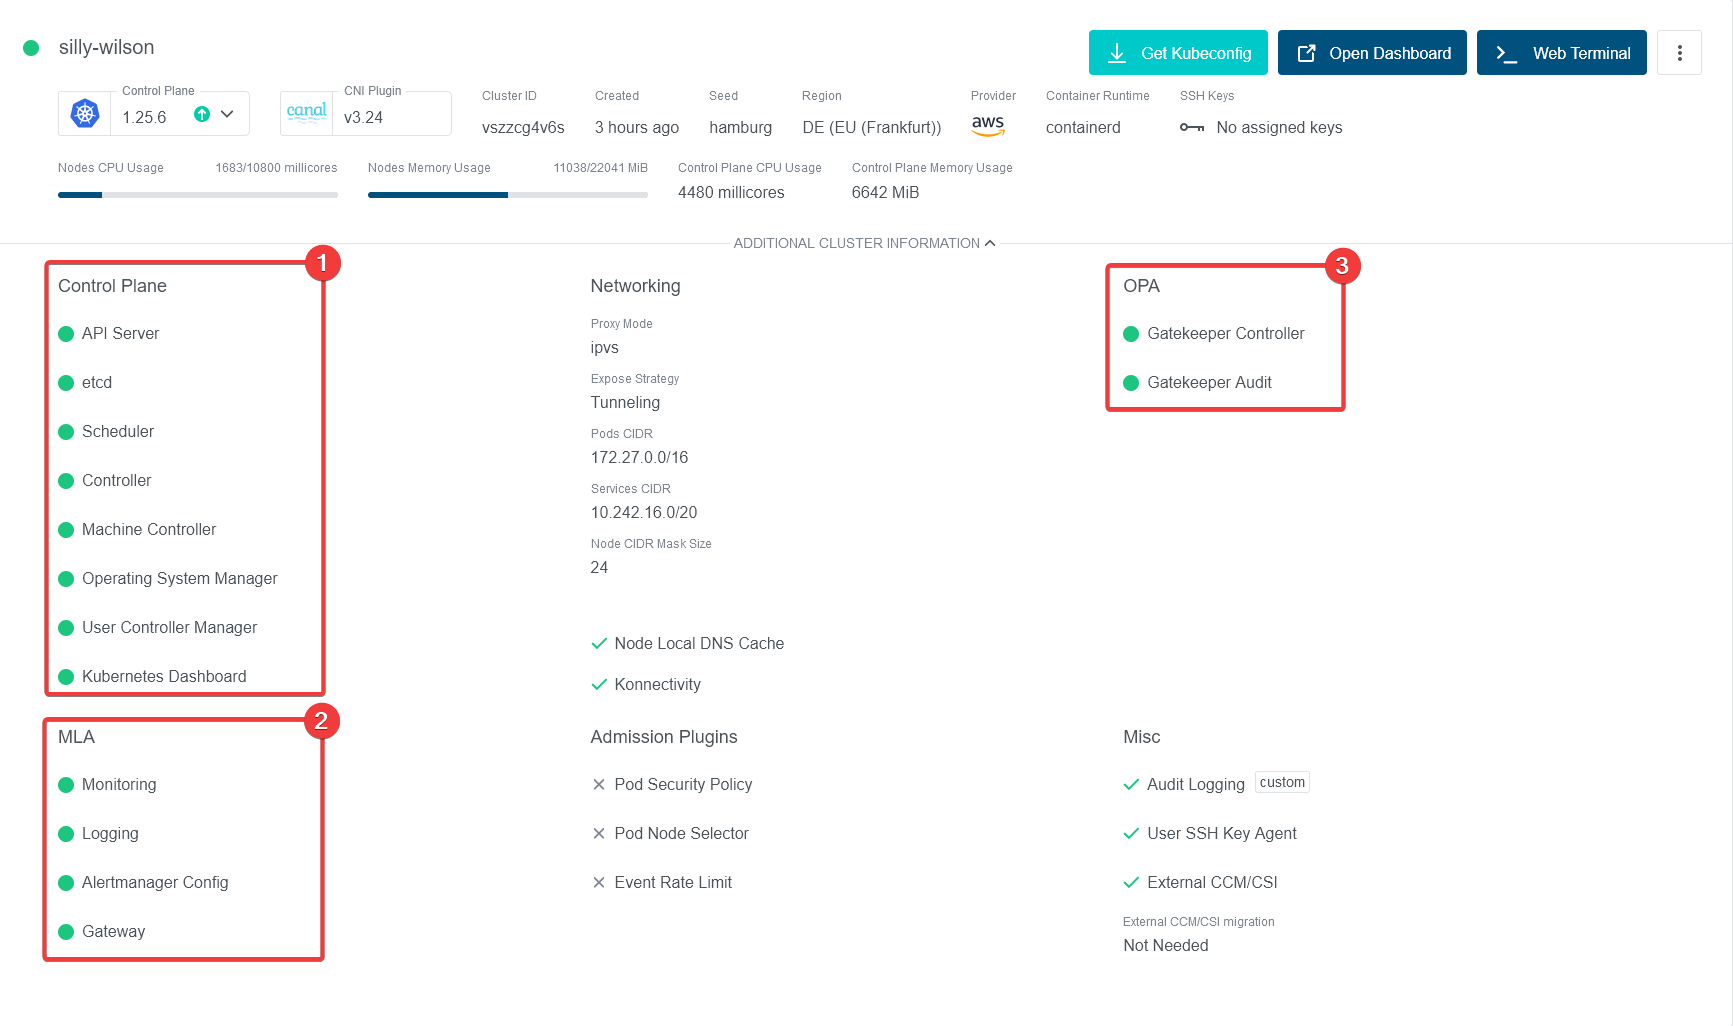 silly-wilson
Get Kubeconfig
Open Dashboard
Web Terminal
Control Plane
1.25.6
canal
CNI Plugin
v3.24
Cluster ID
vszzcg4v6s
Created
3 hours ago
Seed
hamburg
Region
DE (EU (Frankfurt))
Provider
aws
Container Runtime
containerd
SSH Keys
No assigned keys
Nodes CPU Usage
1683/10800 millicores
Nodes Memory Usage
11038/22041 MiB
Control Plane CPU Usage
4480 millicores
Control Plane Memory Usage
6642 MiB
ADDITIONAL CLUSTER INFORMATION
1
Control Plane
API Server
etcd
Scheduler
Controller
Machine Controller
Operating System Manager
User Controller Manager
Kubernetes Dashboard
Networking
Proxy Mode
ipvs
Expose Strategy
Tunneling
Pods CIDR
172.27.0.0/16
Services CIDR
10.242.16.0/20
Node CIDR Mask Size
24
Node Local DNS Cache
Konnectivity
3
OPA
Gatekeeper Controller
Gatekeeper Audit
2
MLA
Monitoring
Logging
Alertmanager Config
Gateway
Admission Plugins
Pod Security Policy
Pod Node Selector
Event Rate Limit
Misc
Audit Logging custom
User SSH Key Agent
External CCM/CSI
External CCM/CSI migration
Not Needed